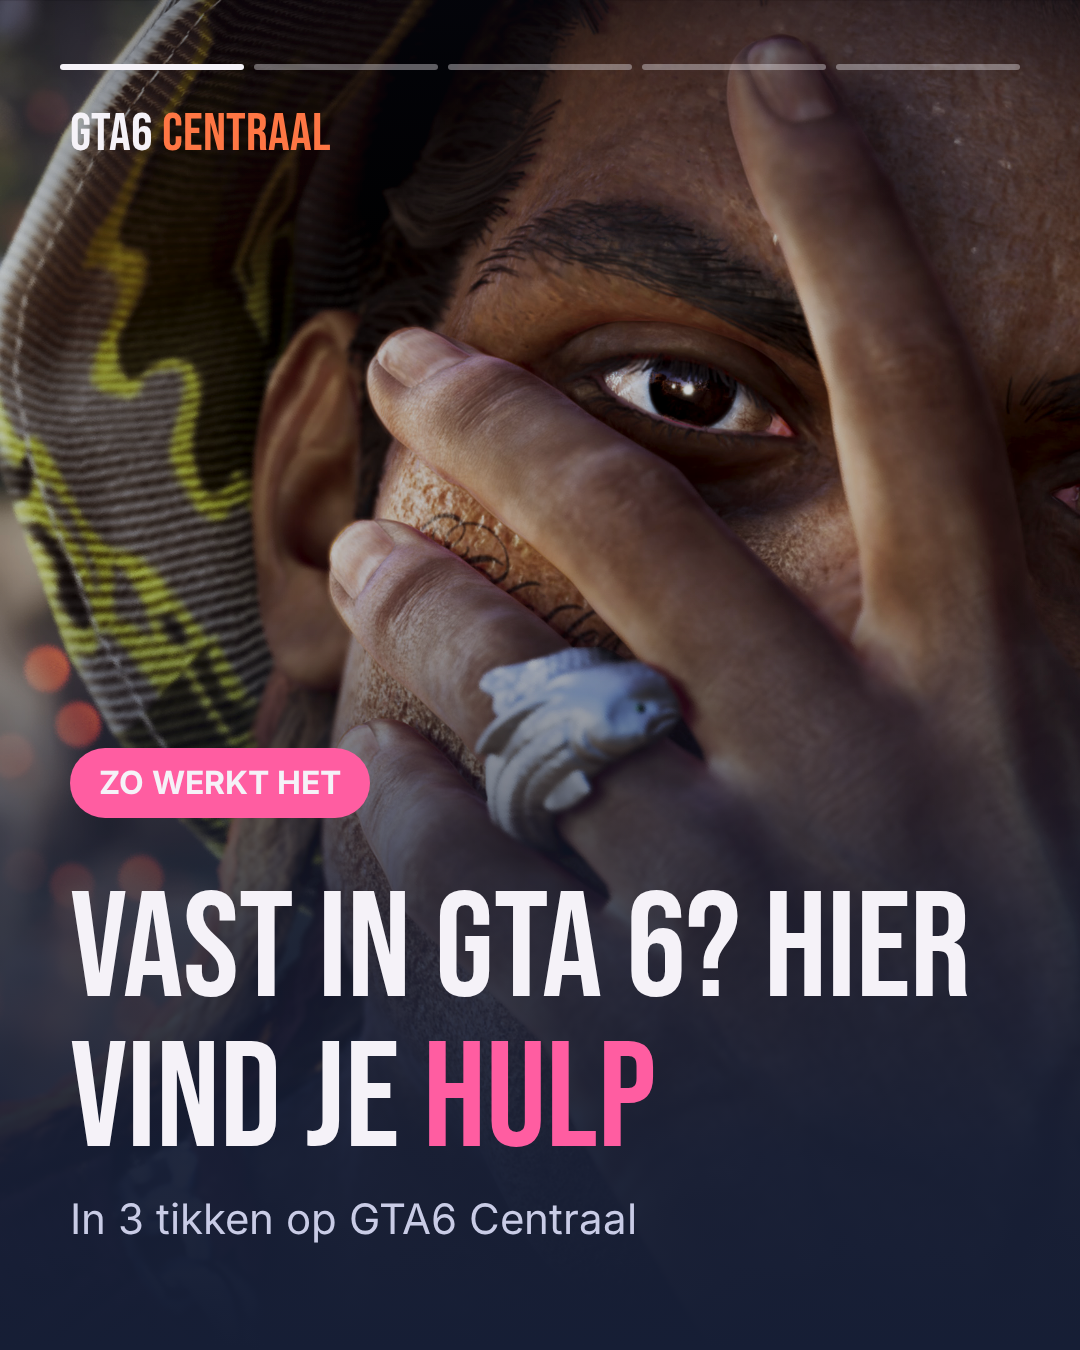 GTA6 CENTRAAL
ZO WERKT HET
VAST IN GTA 6? HIER
VIND JE HULP
In 3 tikken op GTA6 Centraal